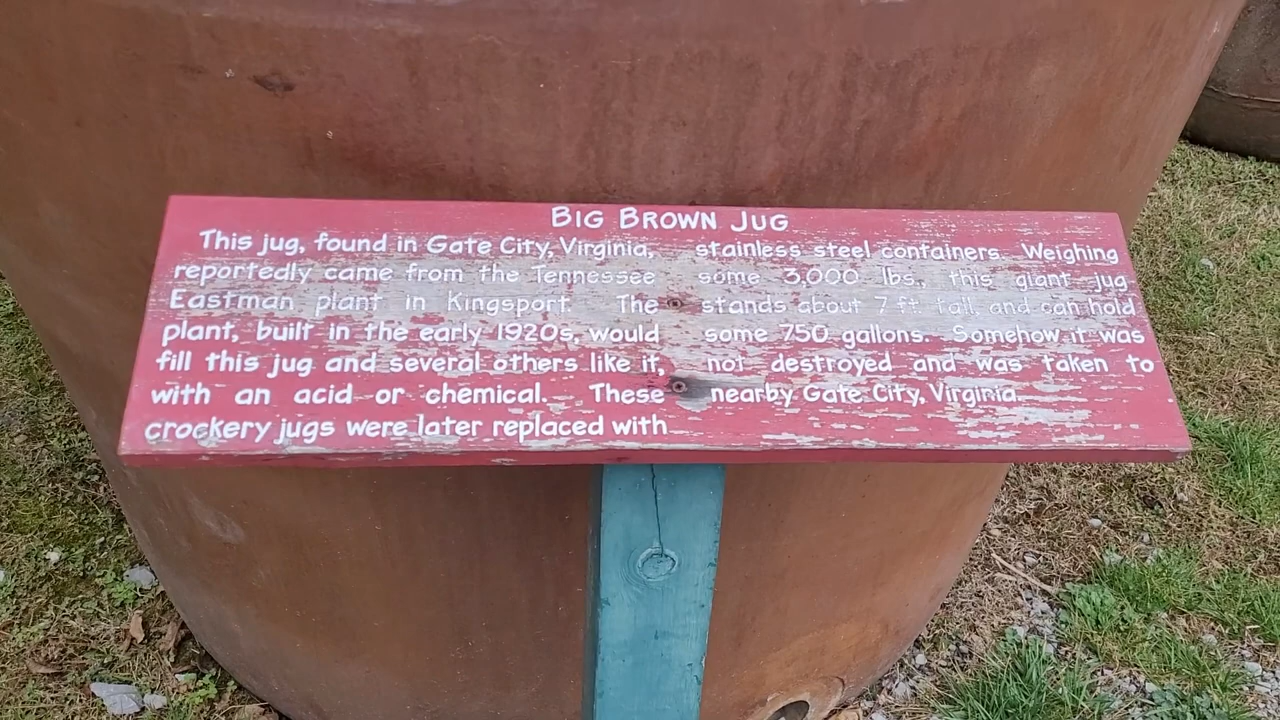 BIG BROWN JUG
This jug, found in Gate City, Virginia,
reportedly came from the Tennessee
Eastman plant in Kingsport. The
plant, built in the early 1920s, would
fill this jug and several others like it,
with an acid or chemical. These
crockery jugs were later replaced with
stainless steel containers. Weighing
some 3,000 lbs., this giant jug
stands about 7 ft. tall, and can hold
some 750 gallons. Somehow it was
not destroyed and was taken to
nearby Gate City, Virginia.